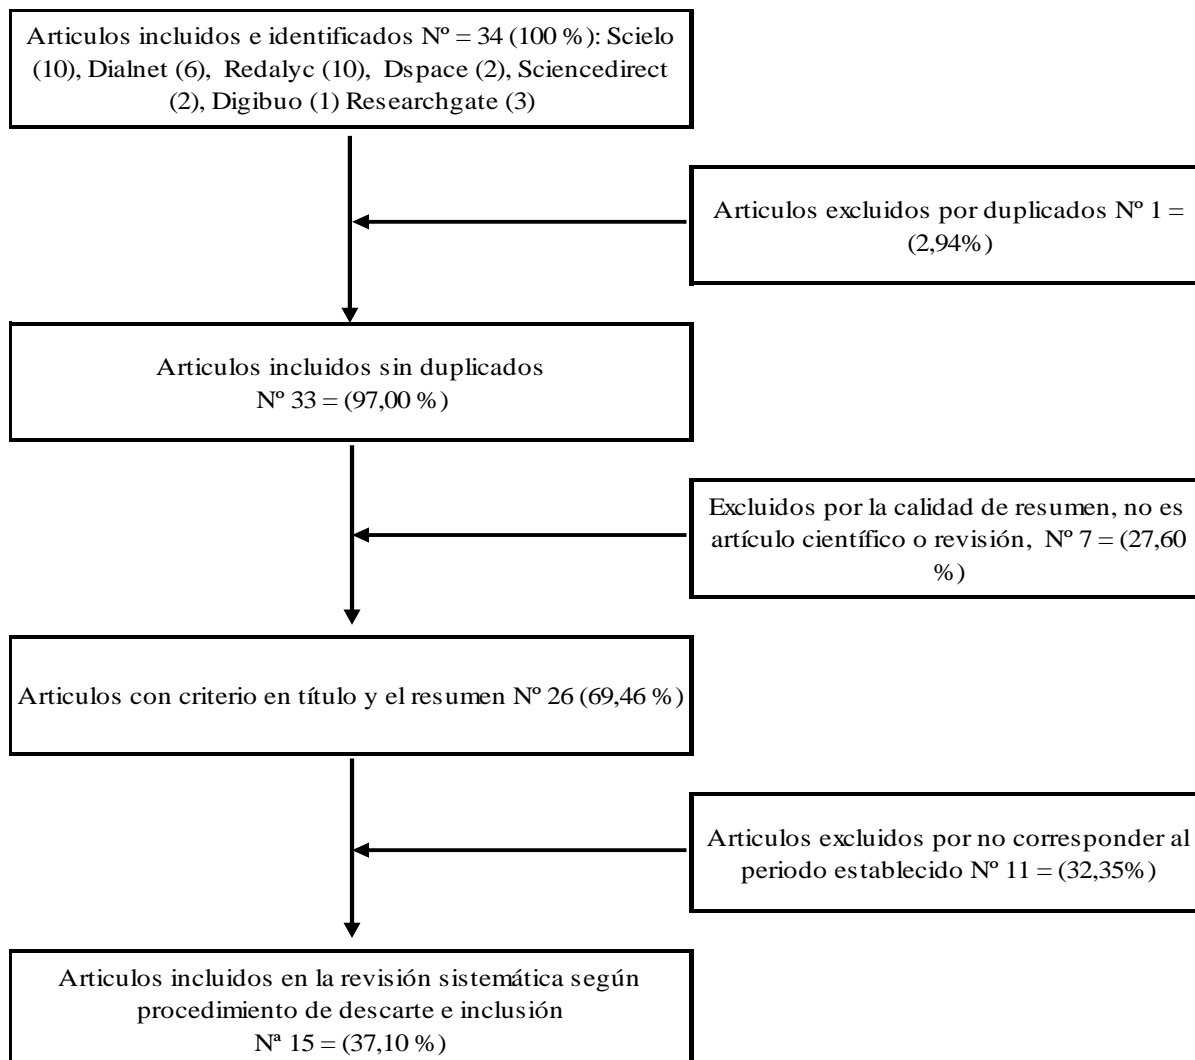 Articulos incluidos e identificados Nº = 34 (100 %): Scielo
(10), Dialnet (6), Redalyc (10), Dspace (2), Sciencedirect
(2), Digibuo (1) Researchgate (3)
Articulos excluidos por duplicados Nº 1 =
(2,94%)
Articulos incluidos sin duplicados
Nº 33 = (97,00 %)
Excluidos por la calidad de resumen, no es
artículo científico o revisión, Nº 7 = (27,60
%)
Articulos con criterio en título y el resumen Nº 26 (69,46 %)
Articulos excluidos por no corresponder al
periodo establecido Nº 11 = (32,35%)
Articulos incluidos en la revisión sistemática según
procedimiento de descarte e inclusión
Nª 15 = (37,10 %)